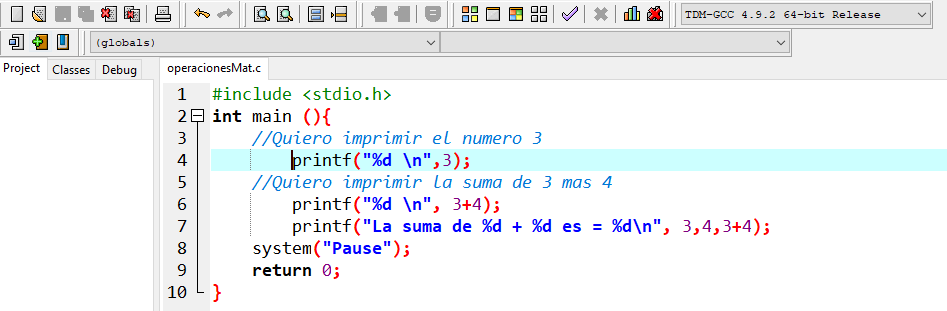 TDM-GCC 4.9.2 64-bit Release
(globals)
Project Classes Debug operacionesMat.c
1 #include <stdio.h>
2 int main (){
3 //Quiero imprimir el numero 3
4 printf("%d \n",3);
5 //Quiero imprimir la suma de 3 mas 4
6 printf("%d \n", 3+4);
7 printf("La suma de %d + %d es = %d\n", 3,4,3+4);
8 system("Pause");
9 return 0;
10 }